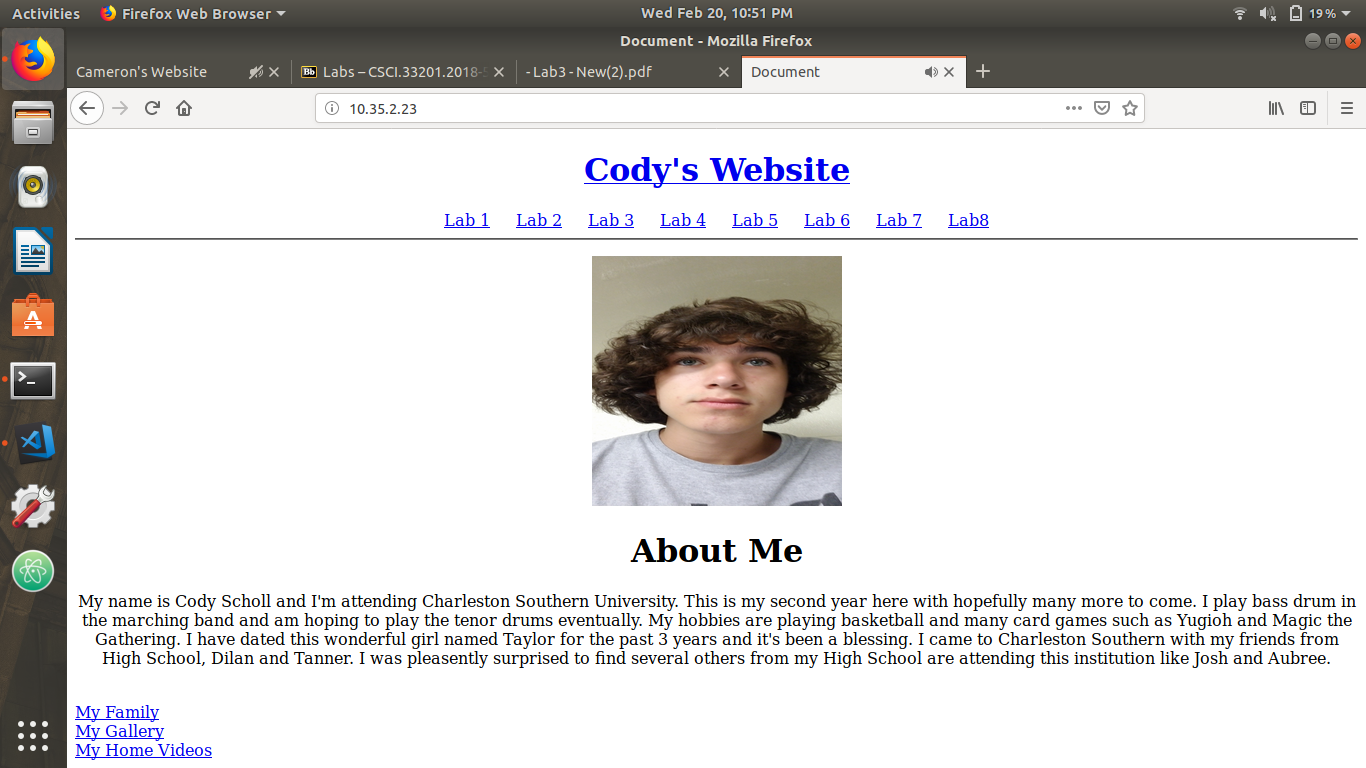 Activities Firefox Web Browser Wed Feb 20, 10:51 PM 19%
Document - Mozilla Firefox
Cameron's Website Bb Labs – CSCI.33201.2018- - Lab3 - New(2).pdf Document
10.35.2.23
Cody's Website
Lab 1 Lab 2 Lab 3 Lab 4 Lab 5 Lab 6 Lab 7 Lab8
About Me
My name is Cody Scholl and I'm attending Charleston Southern University. This is my second year here with hopefully many more to come. I play bass drum in
the marching band and am hoping to play the tenor drums eventually. My hobbies are playing basketball and many card games such as Yugioh and Magic the
Gathering. I have dated this wonderful girl named Taylor for the past 3 years and it's been a blessing. I came to Charleston Southern with my friends from
High School, Dilan and Tanner. I was pleasently surprised to find several others from my High School are attending this institution like Josh and Aubree.
My Family
My Gallery
My Home Videos